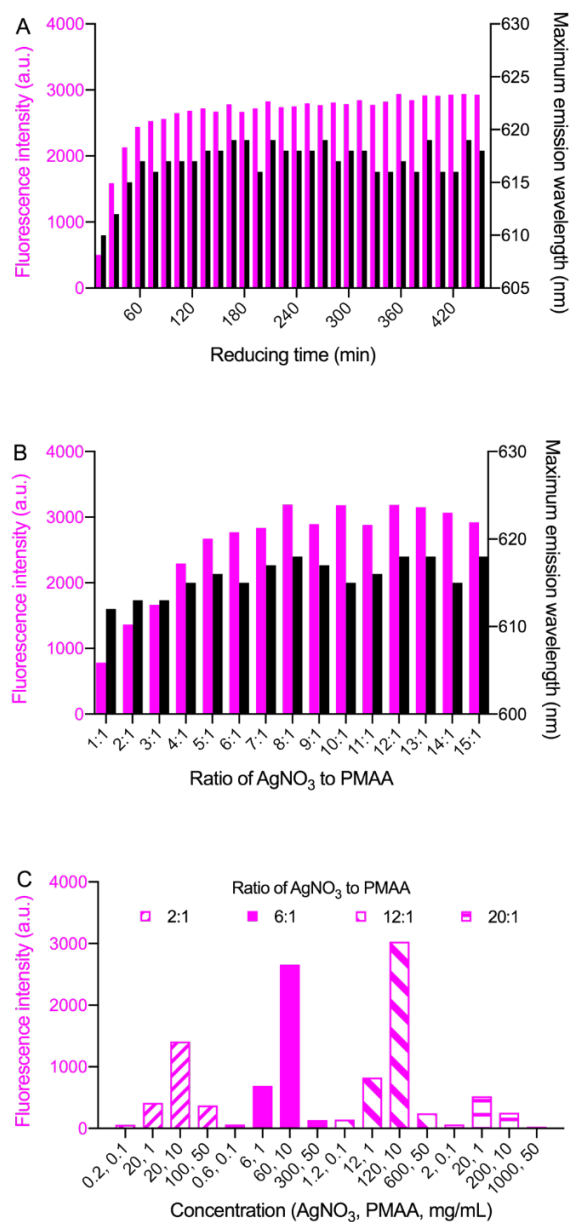 A
Fluorescence intensity (a.u.)
4000
3000
2000
1000
0
630
625
620
615
610
605
Maximum emission wavelength (nm)
60 120 180 240 300 360 420
Reducing time (min)
B
Fluorescence intensity (a.u.)
4000
3000
2000
1000
0
630
620
610
600
Maximum emission wavelength (nm)
1:1 2:1 3:1 4:1 5:1 6:1 7:1 8:1 9:1 10:1 11:1 12:1 13:1 14:1 15:1
Ratio of AgNO₃ to PMAA
C
Fluorescence intensity (a.u.)
4000
3000
2000
1000
0
Ratio of AgNO₃ to PMAA
2:1 6:1 12:1 20:1
0.2, 0.1 20, 1 20, 10 100, 50 0.6, 0.1 6, 1 60, 10 300, 50 1.2, 0.1 12, 1 120, 10 600, 50 2, 0.1 20, 1 200, 10 1000, 50
Concentration (AgNO₃, PMAA, mg/mL)